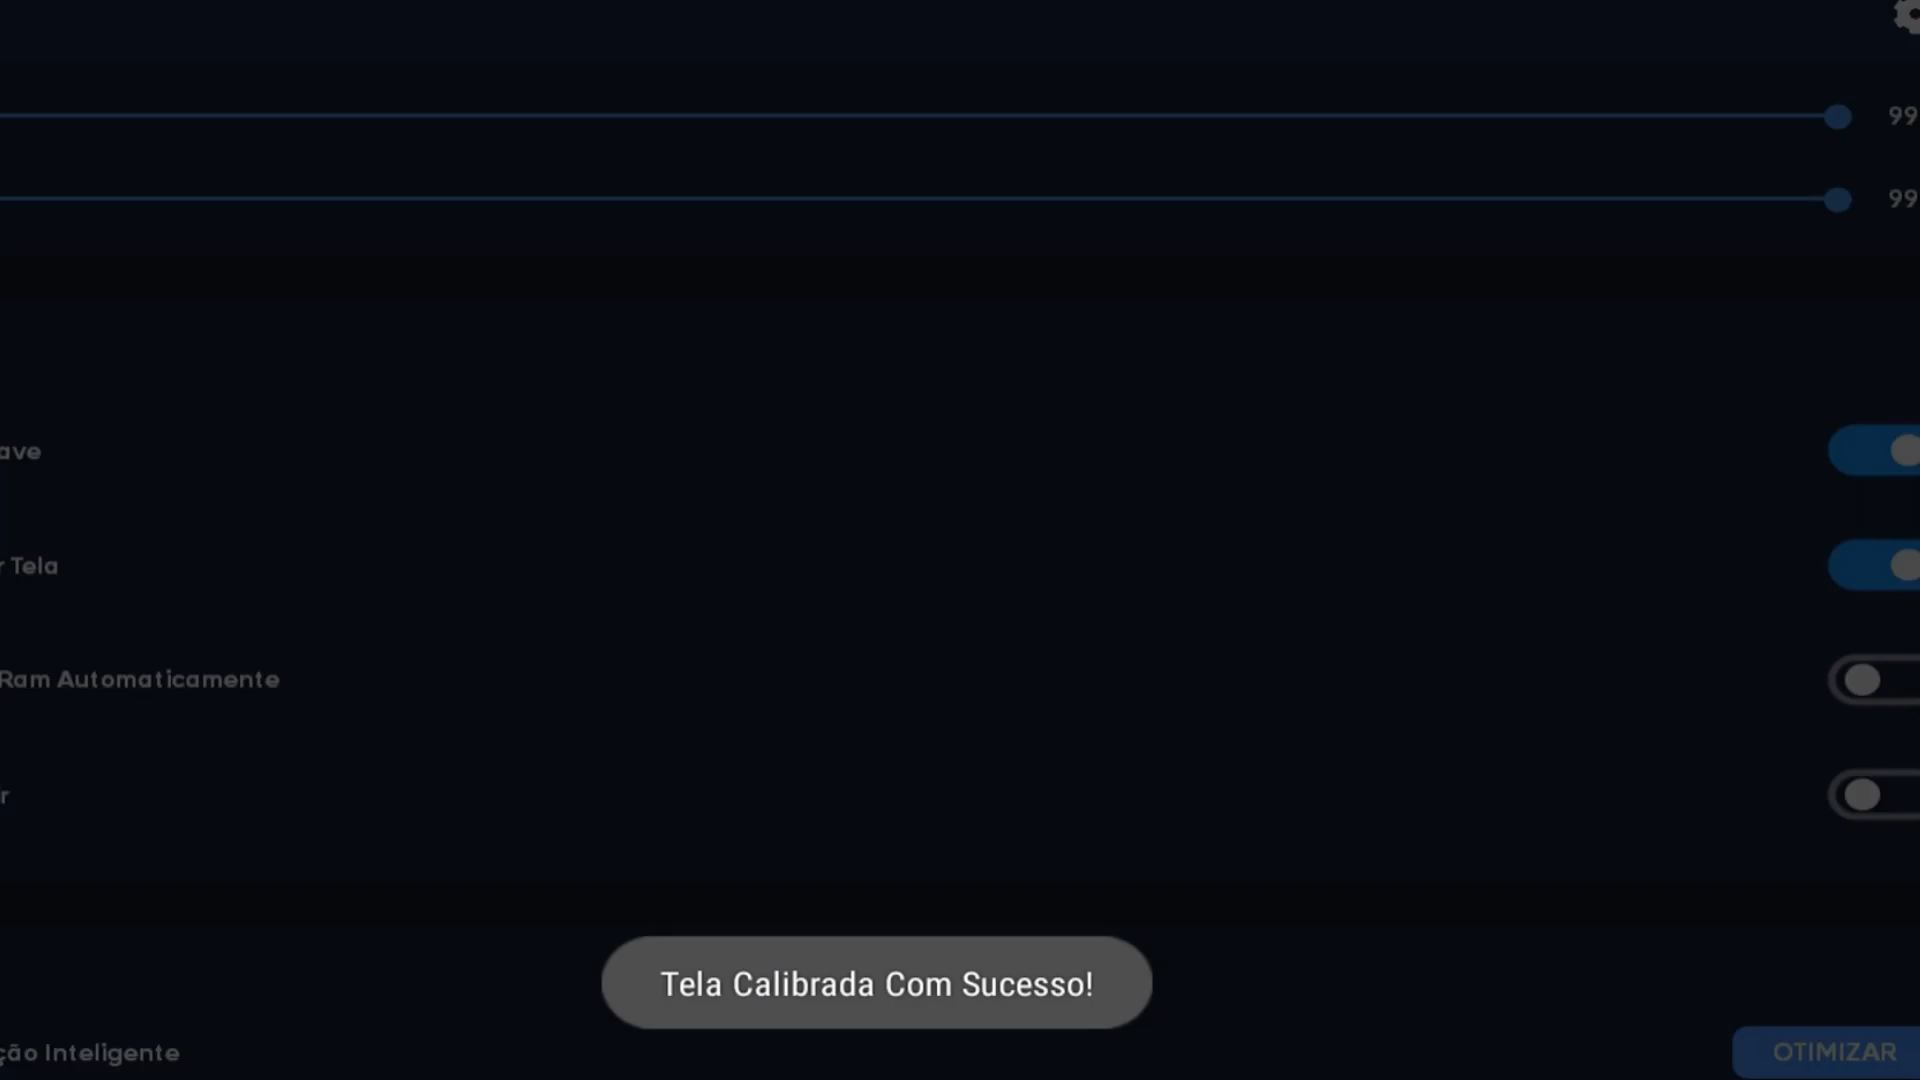 99
99
ave
r Tela
Ram Automaticamente
r
Tela Calibrada Com Sucesso!
ção Inteligente
OTIMIZAR